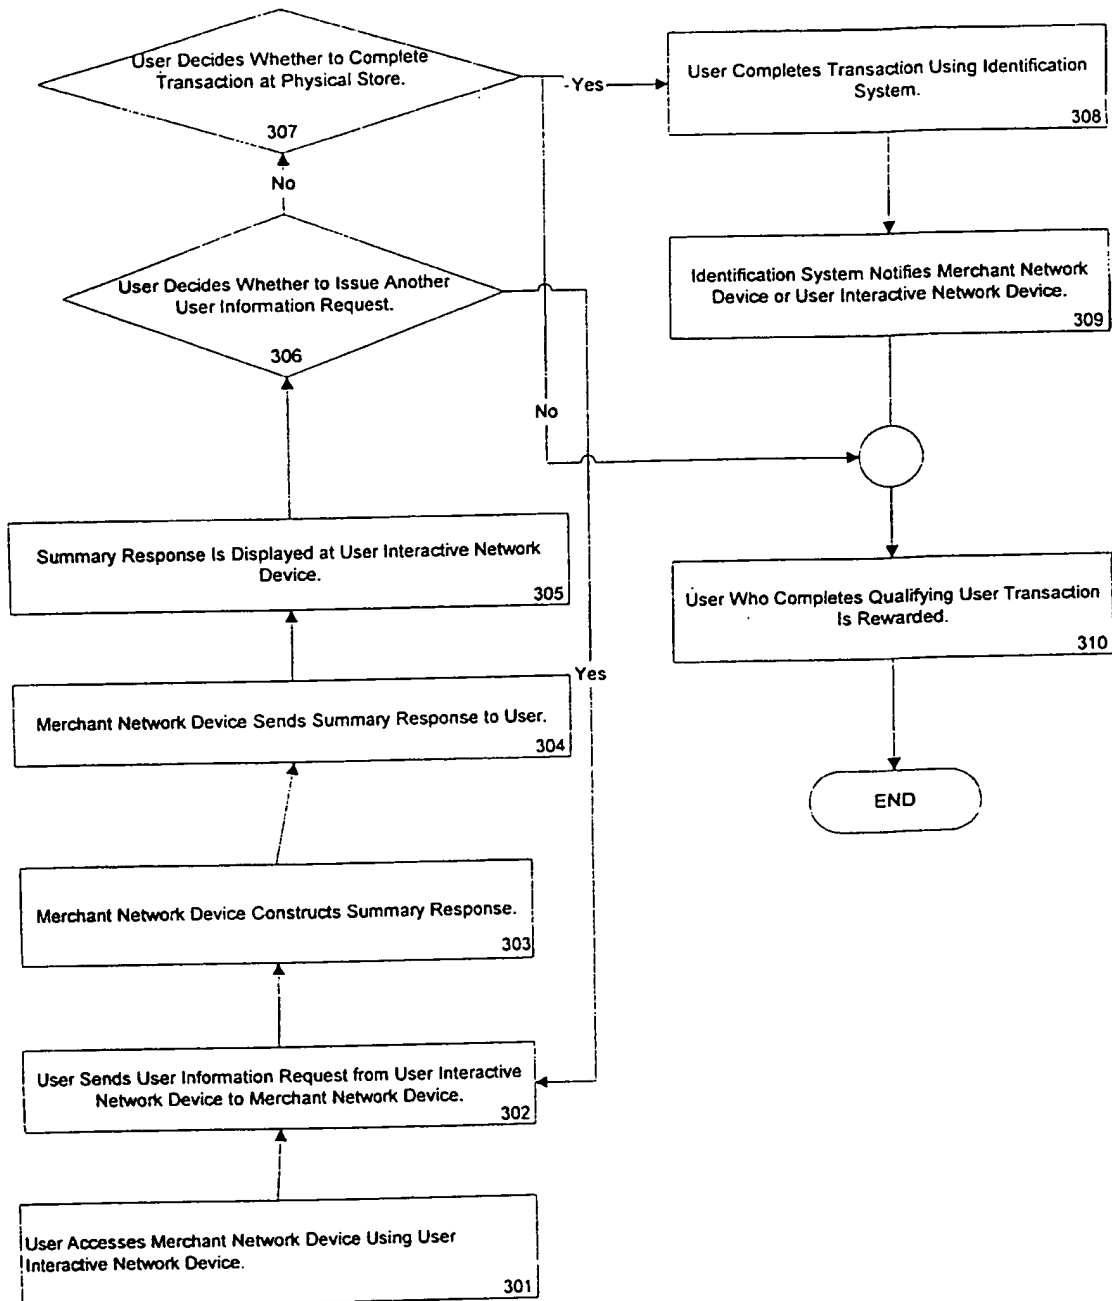 User Decides Whether to Complete
Transaction at Physical Store.
307
Yes
User Completes Transaction Using Identification
System.
308
No
User Decides Whether to Issue Another
User Information Request.
306
Identification System Notifies Merchant Network
Device or User Interactive Network Device.
309
No
Summary Response Is Displayed at User Interactive Network
Device.
305
User Who Completes Qualifying User Transaction
Is Rewarded.
310
Yes
Merchant Network Device Sends Summary Response to User.
304
END
Merchant Network Device Constructs Summary Response.
303
User Sends User Information Request from User Interactive
Network Device to Merchant Network Device.
302
User Accesses Merchant Network Device Using User
Interactive Network Device.
301